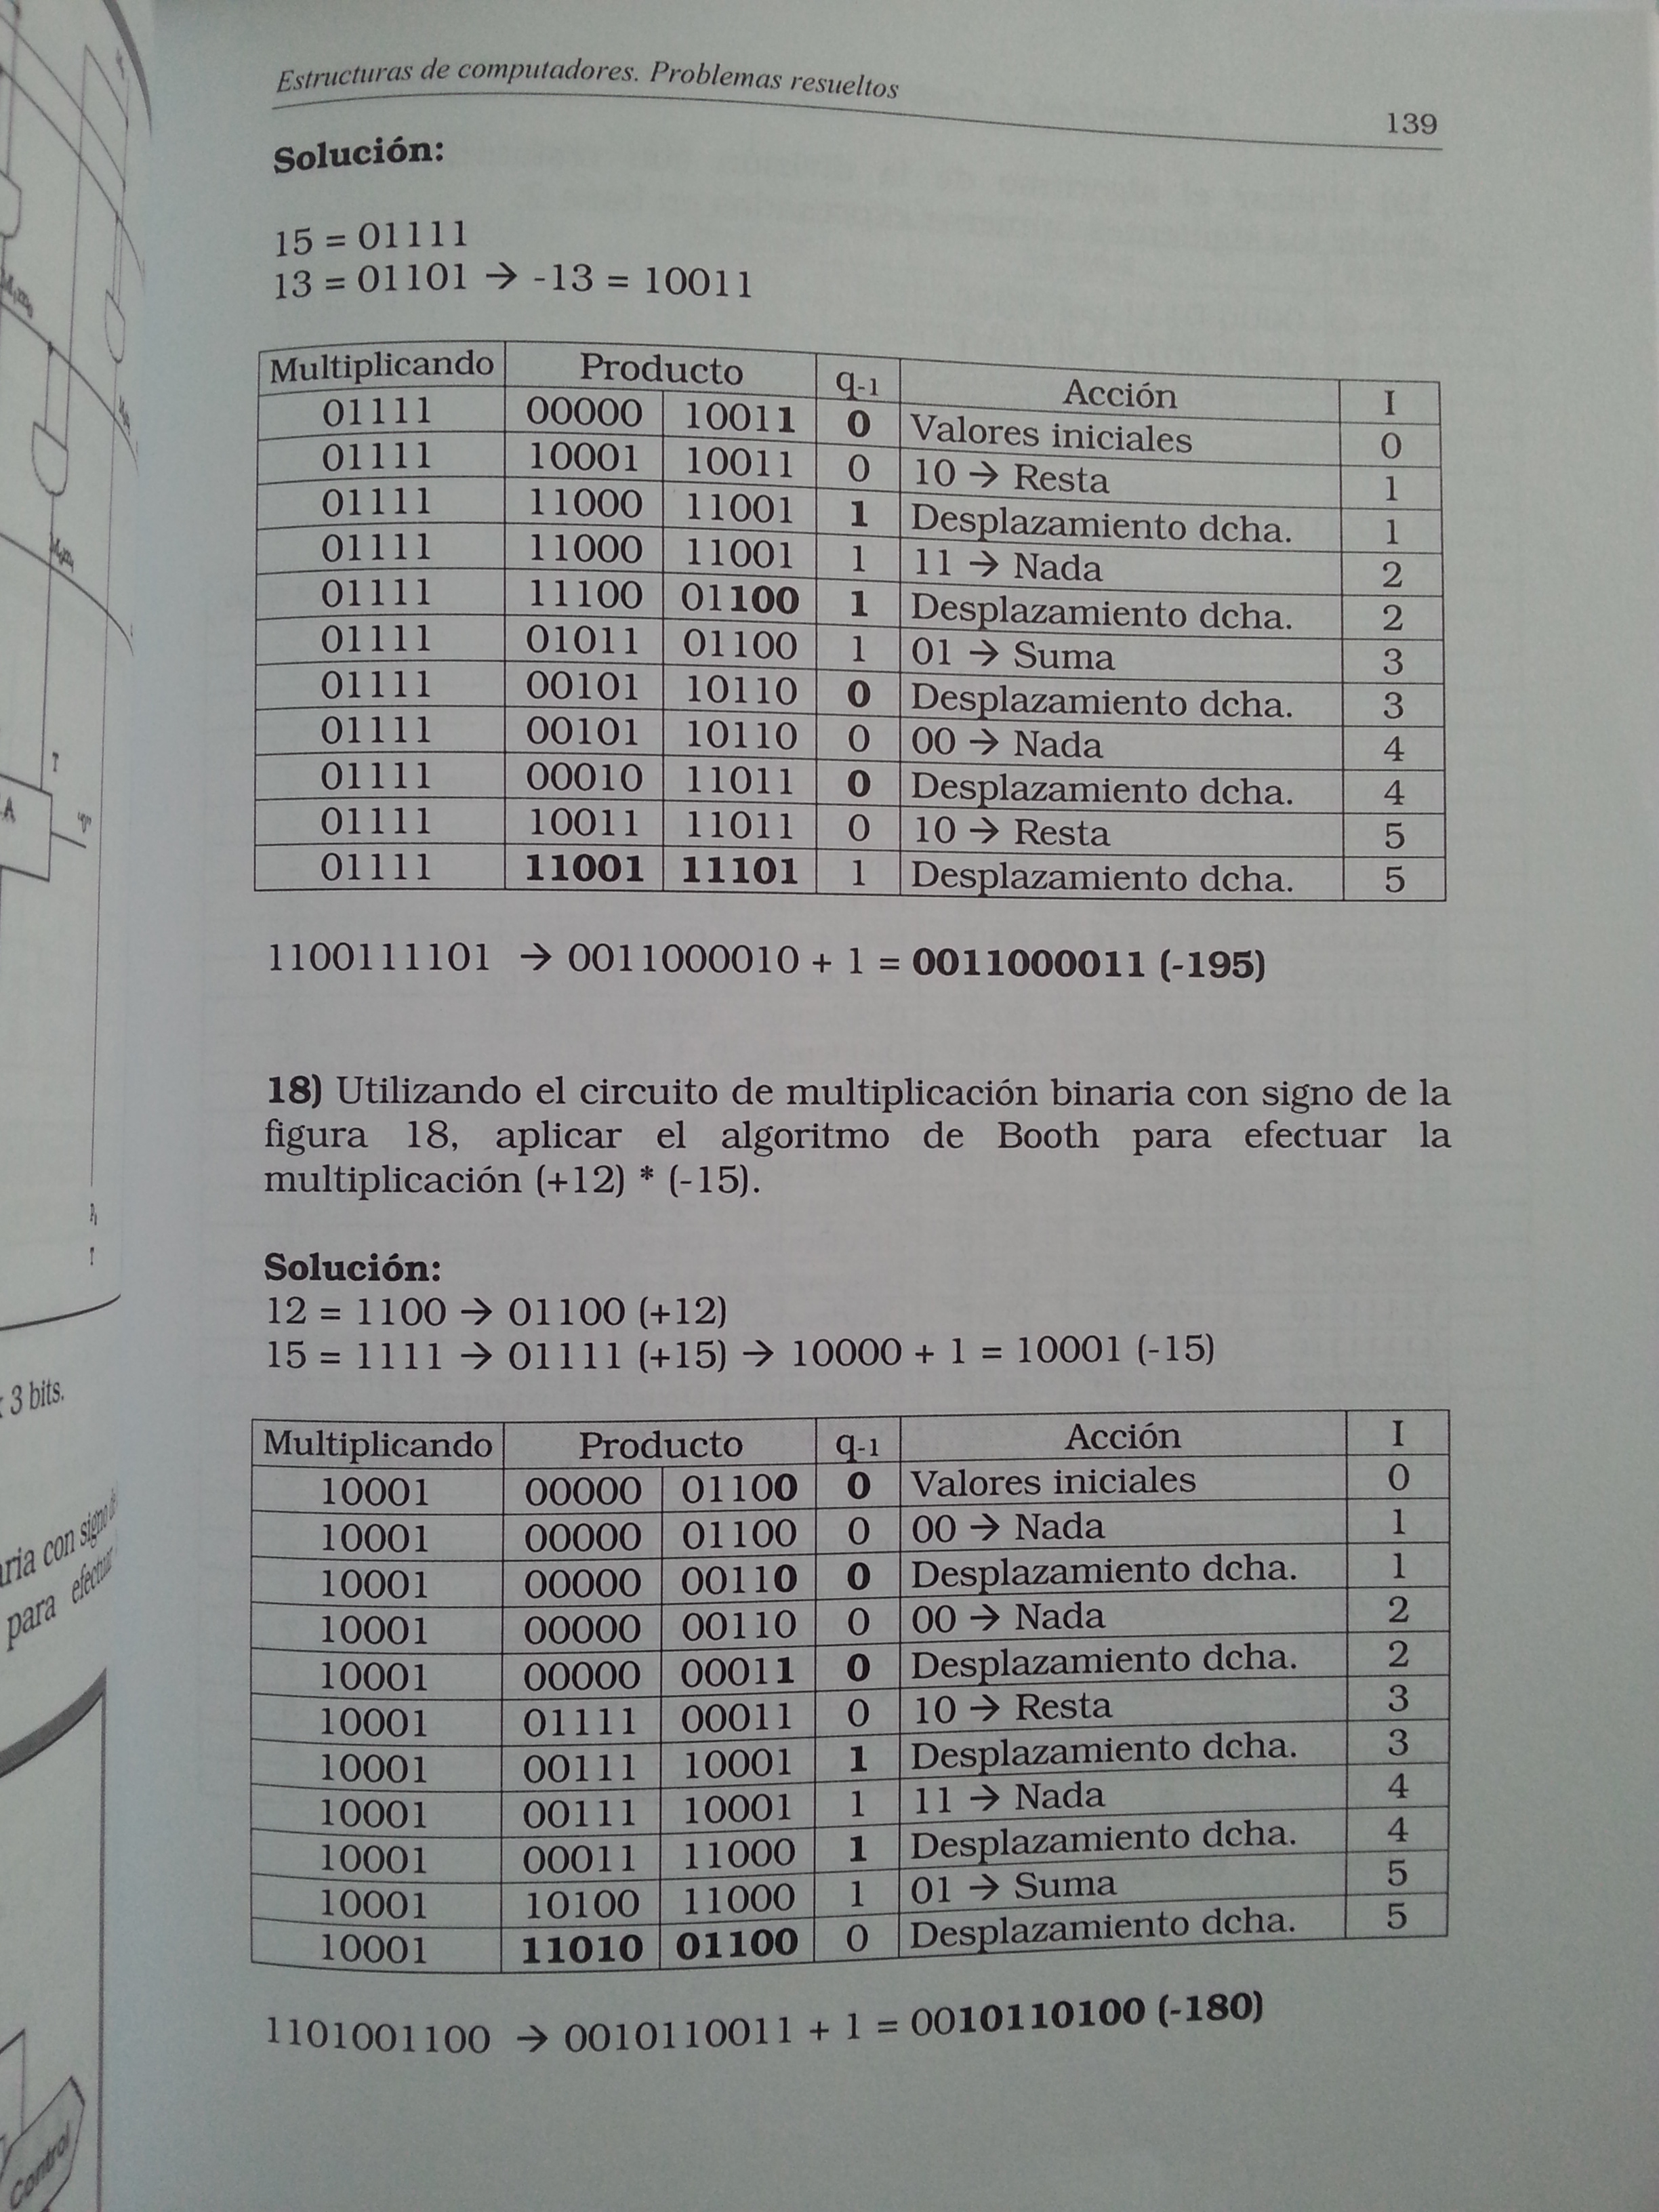 Estructuras de computadores. Problemas resueltos
139
Solución:
15 = 01111
13 = 01101 → -13 = 10011
Multiplicando Producto q-1 Acción I
01111 00000 10011 0 Valores iniciales 0
01111 10001 10011 0 10 → Resta 1
01111 11000 11001 1 Desplazamiento dcha. 1
01111 11000 11001 1 11 → Nada 2
01111 11100 01100 1 Desplazamiento dcha. 2
01111 01011 01100 1 01 → Suma 3
01111 00101 10110 0 Desplazamiento dcha. 3
01111 00101 10110 0 00 → Nada 4
01111 00010 11011 0 Desplazamiento dcha. 4
01111 10011 11011 0 10 → Resta 5
01111 11001 11101 1 Desplazamiento dcha. 5
1100111101 → 0011000010 + 1 = 0011000011 (-195)
18) Utilizando el circuito de multiplicación binaria con signo de la
figura 18, aplicar el algoritmo de Booth para efectuar la
multiplicación (+12) * (-15).
Solución:
12 = 1100 → 01100 (+12)
15 = 1111 → 01111 (+15) → 10000 + 1 = 10001 (-15)
Multiplicando Producto q-1 Acción I
10001 00000 01100 0 Valores iniciales 0
10001 00000 01100 0 00 → Nada 1
10001 00000 00110 0 Desplazamiento dcha. 1
10001 00000 00110 0 00 → Nada 2
10001 00000 00011 0 Desplazamiento dcha. 2
10001 01111 00011 0 10 → Resta 3
10001 00111 10001 1 Desplazamiento dcha. 3
10001 00111 10001 1 11 → Nada 4
10001 00011 11000 1 Desplazamiento dcha. 4
10001 10100 11000 1 01 → Suma 5
10001 11010 01100 0 Desplazamiento dcha. 5
1101001100 → 0010110011 + 1 = 0010110100 (-180)
A
3 bits.
con signo
para efectuar
Control